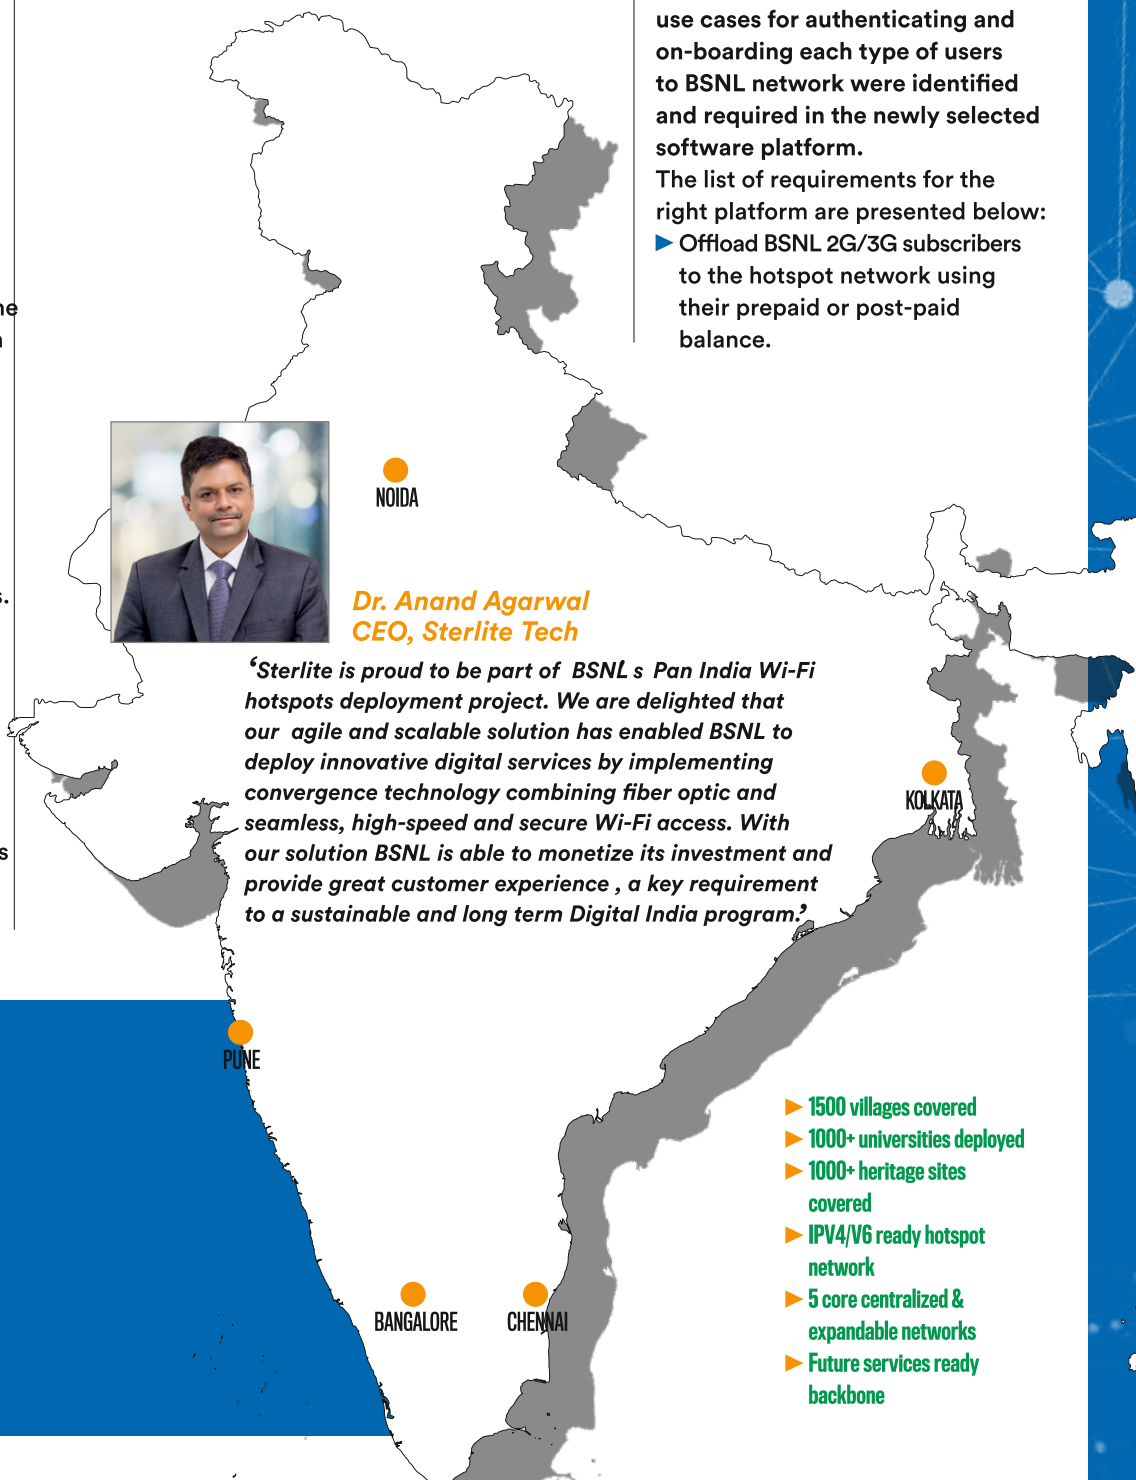 use cases for authenticating and
on-boarding each type of users
to BSNL network were identified
and required in the newly selected
software platform.
The list of requirements for the
right platform are presented below:
▶ Offload BSNL 2G/3G subscribers
to the hotspot network using
their prepaid or post-paid
balance.
NOIDA
Dr. Anand Agarwal
CEO, Sterlite Tech
‘Sterlite is proud to be part of BSNL’s Pan India Wi-Fi
hotspots deployment project. We are delighted that
our agile and scalable solution has enabled BSNL to
deploy innovative digital services by implementing
convergence technology combining fiber optic and
seamless, high-speed and secure Wi-Fi access. With
our solution BSNL is able to monetize its investment and
provide great customer experience , a key requirement
to a sustainable and long term Digital India program.’
KOLKATA
PUNE
BANGALORE
CHENNAI
▶ 1500 villages covered
▶ 1000+ universities deployed
▶ 1000+ heritage sites
covered
▶ IPV4/V6 ready hotspot
network
▶ 5 core centralized &
expandable networks
▶ Future services ready
backbone